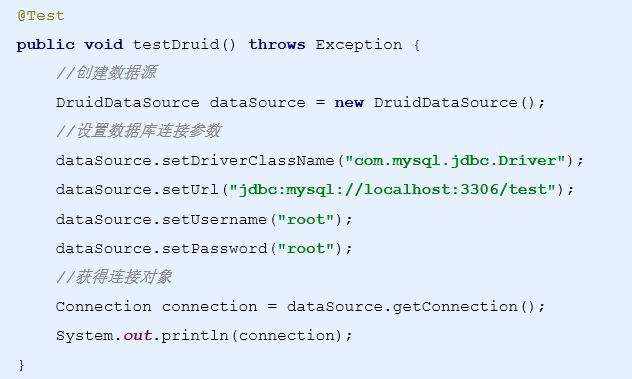 @Test
public void testDruid() throws Exception {
    //创建数据源
    DruidDataSource dataSource = new DruidDataSource();
    //设置数据库连接参数
    dataSource.setDriverClassName("com.mysql.jdbc.Driver");
    dataSource.setUrl("jdbc:mysql://localhost:3306/test");
    dataSource.setUsername("root");
    dataSource.setPassword("root");
    //获得连接对象
    Connection connection = dataSource.getConnection();
    System.out.println(connection);
}